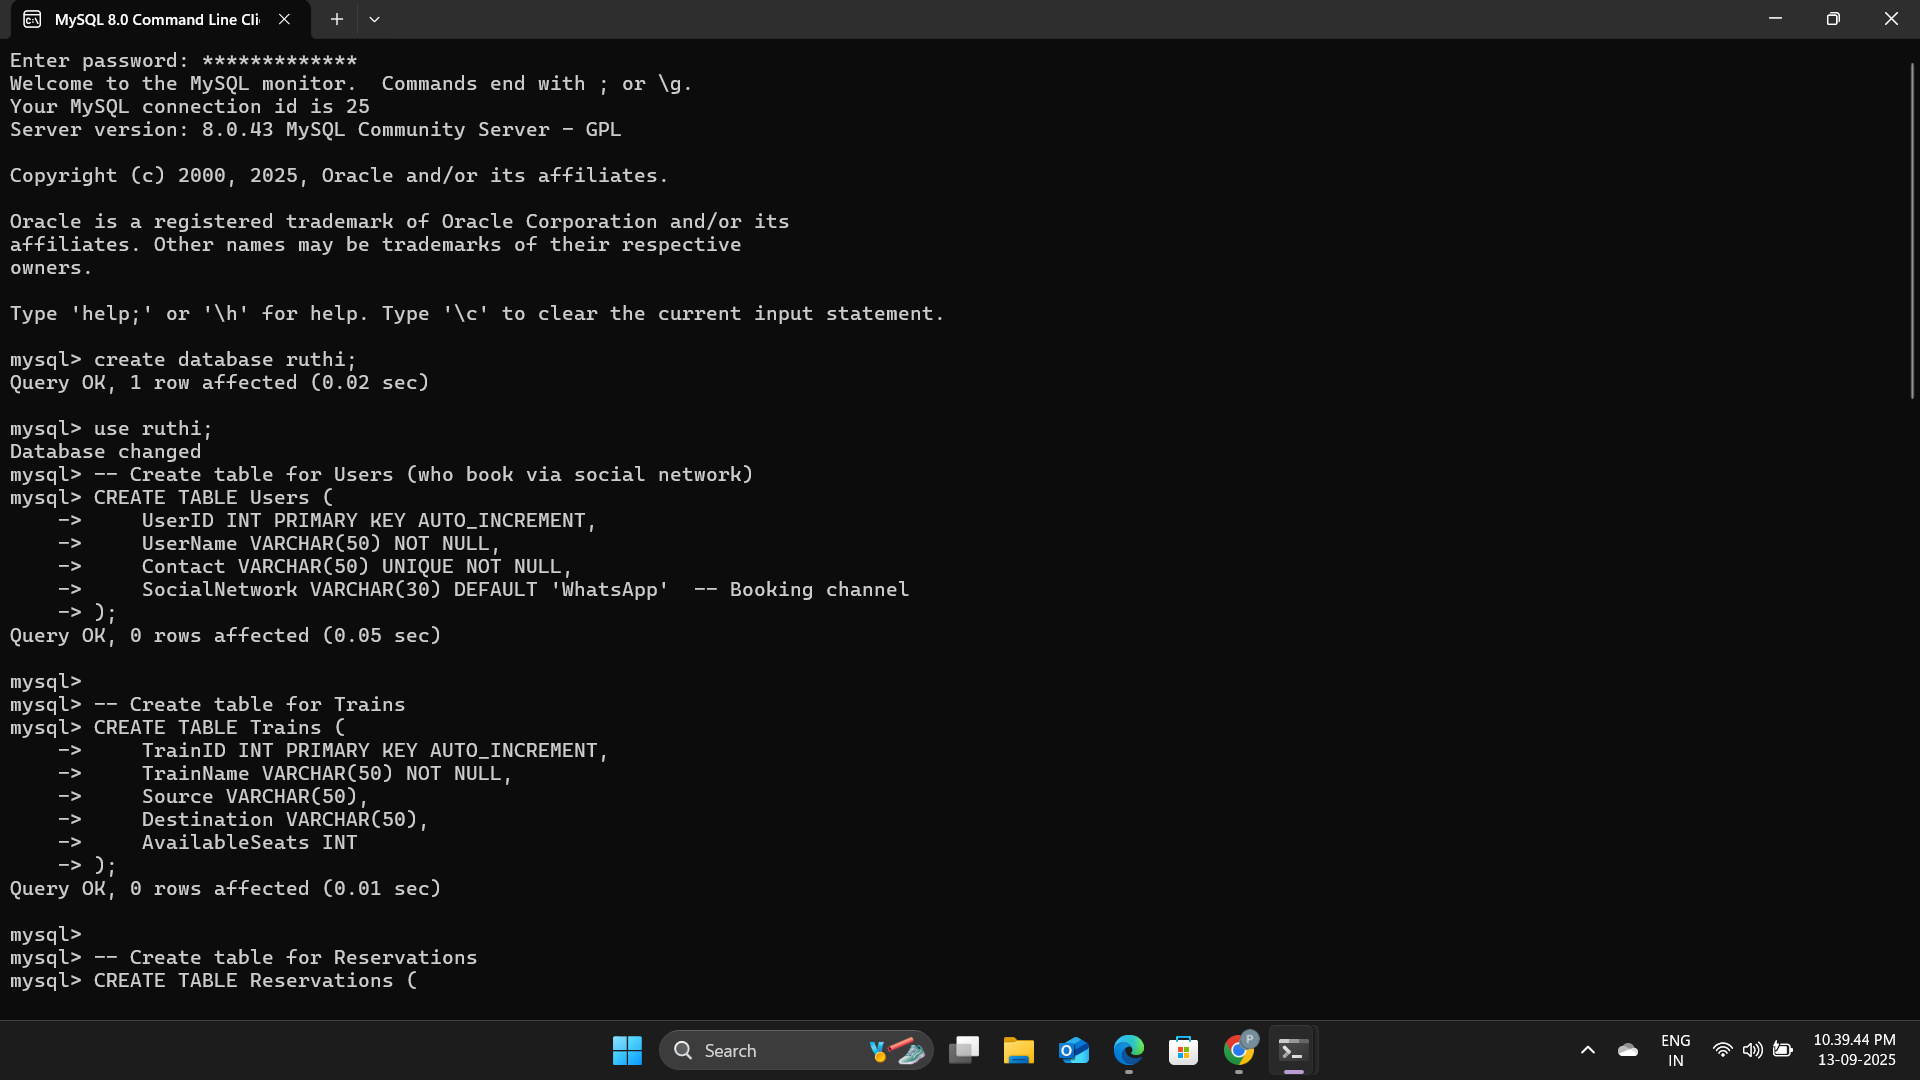 MySQL 8.0 Command Line Cli
Enter password: *************
Welcome to the MySQL monitor.  Commands end with ; or \g.
Your MySQL connection id is 25
Server version: 8.0.43 MySQL Community Server - GPL
Copyright (c) 2000, 2025, Oracle and/or its affiliates.
Oracle is a registered trademark of Oracle Corporation and/or its
affiliates. Other names may be trademarks of their respective
owners.
Type 'help;' or '\h' for help. Type '\c' to clear the current input statement.
mysql> create database ruthi;
Query OK, 1 row affected (0.02 sec)
mysql> use ruthi;
Database changed
mysql> -- Create table for Users (who book via social network)
mysql> CREATE TABLE Users (
    ->     UserID INT PRIMARY KEY AUTO_INCREMENT,
    ->     UserName VARCHAR(50) NOT NULL,
    ->     Contact VARCHAR(50) UNIQUE NOT NULL,
    ->     SocialNetwork VARCHAR(30) DEFAULT 'WhatsApp'  -- Booking channel
    -> );
Query OK, 0 rows affected (0.05 sec)
mysql>
mysql> -- Create table for Trains
mysql> CREATE TABLE Trains (
    ->     TrainID INT PRIMARY KEY AUTO_INCREMENT,
    ->     TrainName VARCHAR(50) NOT NULL,
    ->     Source VARCHAR(50),
    ->     Destination VARCHAR(50),
    ->     AvailableSeats INT
    -> );
Query OK, 0 rows affected (0.01 sec)
mysql>
mysql> -- Create table for Reservations
mysql> CREATE TABLE Reservations (
Search
P
ENG
IN
10.39.44 PM
13-09-2025